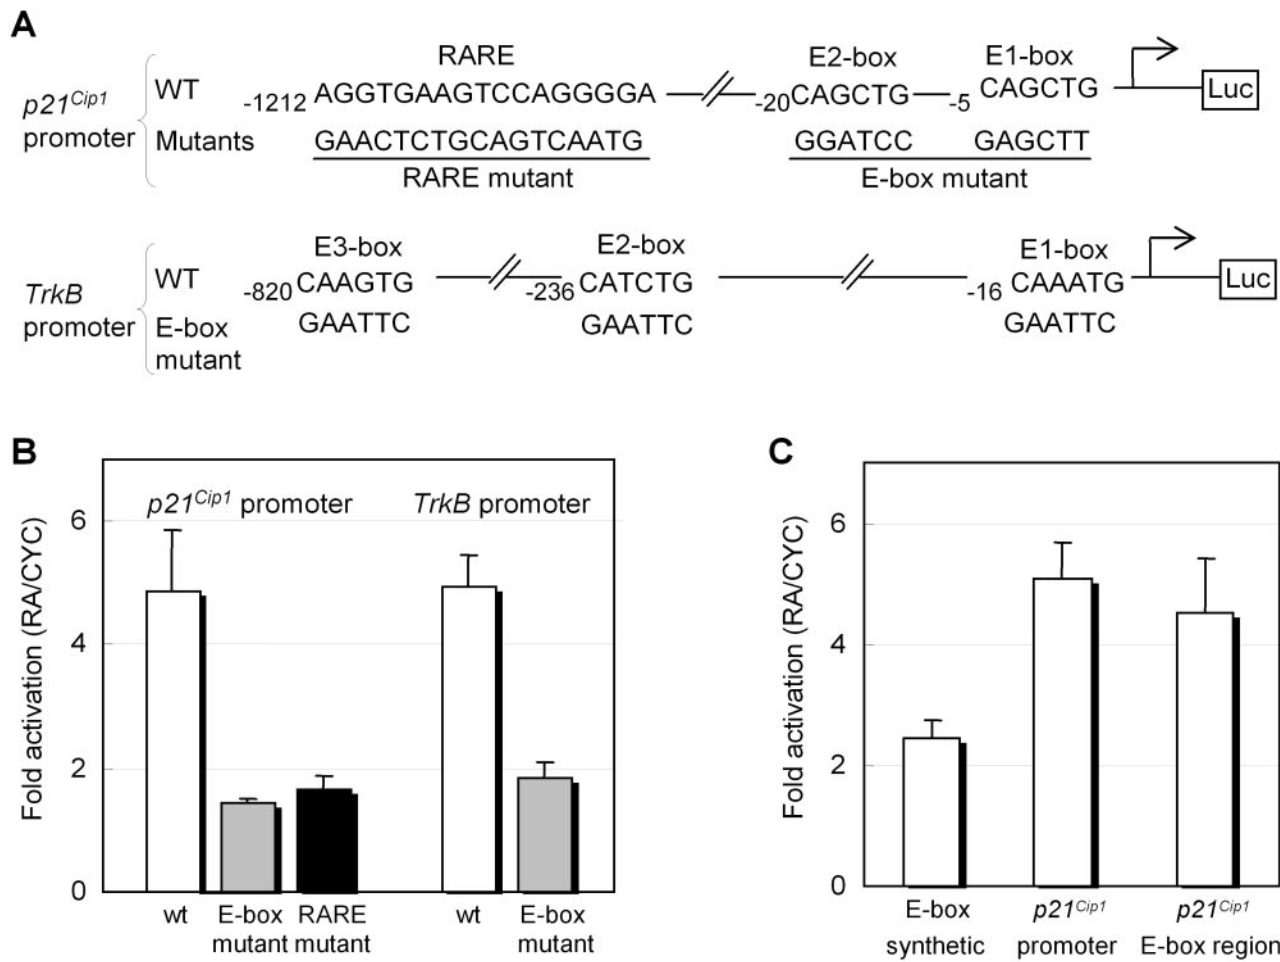 A
RARE E2-box E1-box
p21Cip1 promoter WT -1212 AGGTGAAGTCCAGGGGA -20 CAGCTG -5 CAGCTG Luc
Mutants GAACTCTGCAGTCAATG GGATCC GAGCTT
RARE mutant E-box mutant
E3-box E2-box E1-box
TrkB promoter WT -820 CAAGTG -236 CATCTG -16 CAAATG Luc
E-box mutant GAATTC GAATTC GAATTC
B
Fold activation (RA/CYC)
p21Cip1 promoter TrkB promoter
6
4
2
0
wt E-box mutant RARE mutant wt E-box mutant
C
Fold activation (RA/CYC)
6
4
2
0
E-box synthetic p21Cip1 promoter p21Cip1 E-box region